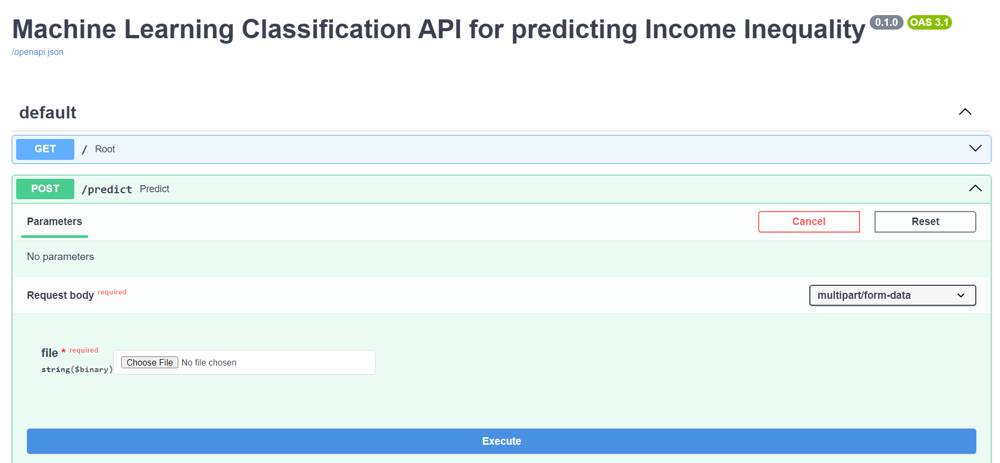 Machine Learning Classification API for predicting Income Inequality 0.1.0 OAS 3.1
/openapi.json
default
GET / Root
POST /predict Predict
Parameters Cancel Reset
No parameters
Request body required multipart/form-data
file * required
string($binary) Choose File No file chosen
Execute